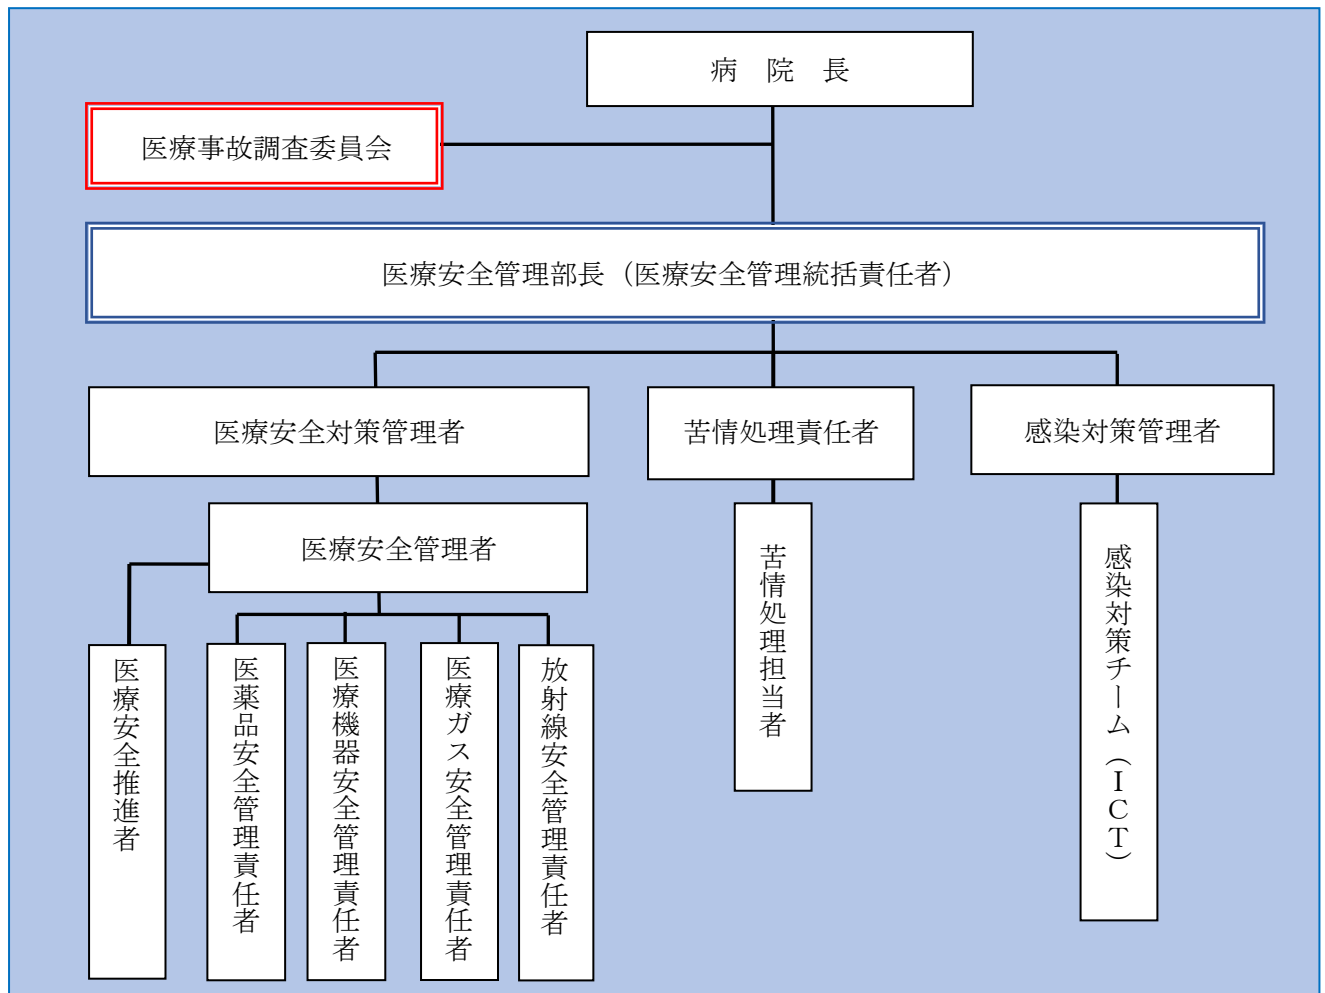 病　院　長
医療事故調査委員会
医療安全管理部長（医療安全管理統括責任者）
医療安全対策管理者
苦情処理責任者
感染対策管理者
医療安全管理者
医療安全推進者
医薬品安全管理責任者
医療機器安全管理責任者
医療ガス安全管理責任者
放射線安全管理責任者
苦情処理担当者
感染対策チーム（ＩＣＴ）